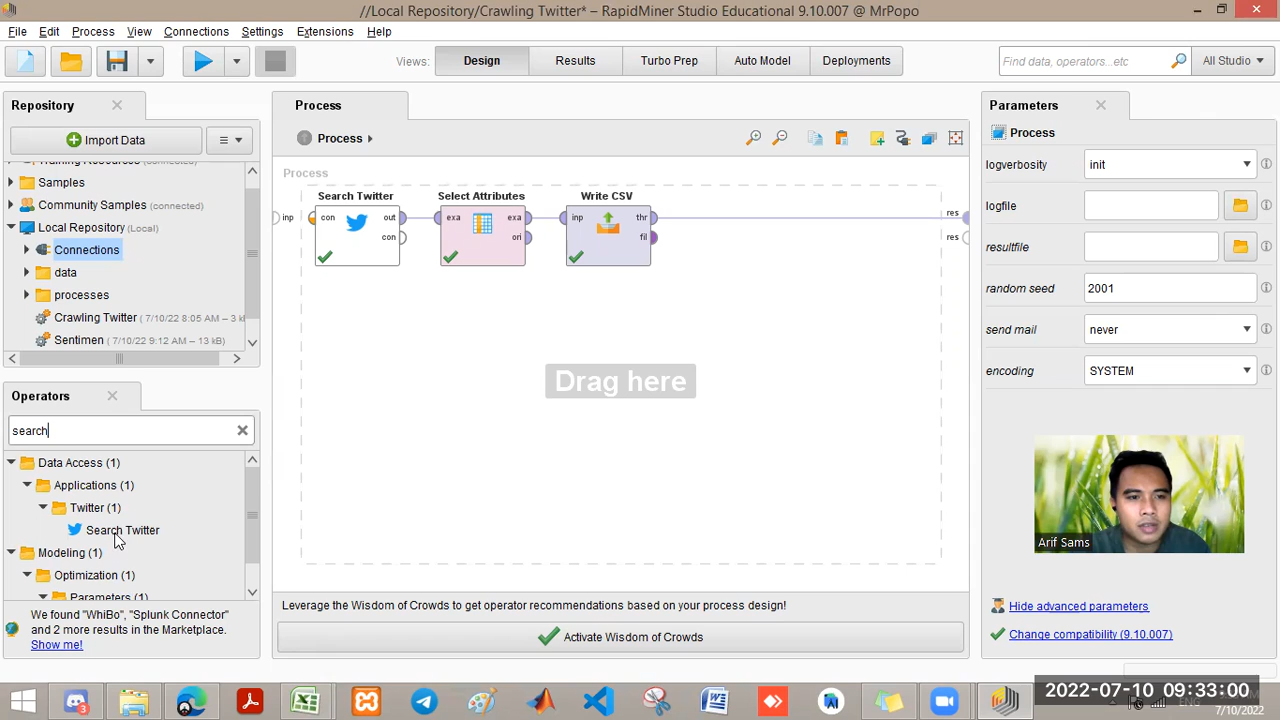 //Local Repository/Crawling Twitter* – RapidMiner Studio Educational 9.10.007 @ MrPopo
File Edit Process View Connections Settings Extensions Help
Views: Design Results Turbo Prep Auto Model Deployments Find data, operators...etc All Studio
Repository
Import Data
Training Resources (connected)
Samples
Community Samples (connected)
Local Repository (Local)
Connections
data
processes
Crawling Twitter (7/10/22 8:05 AM – 3 k
Sentimen (7/10/22 9:12 AM – 13 kB)
Operators
search
Data Access (1)
Applications (1)
Twitter (1)
Search Twitter
Modeling (1)
Optimization (1)
Parameters (1)
We found "WhiBo", "Splunk Connector"
and 2 more results in the Marketplace.
Show me!
Process
Process
Process
Search Twitter Select Attributes Write CSV
inp con out exa exa inp thr res
con ori fil res
Drag here
Leverage the Wisdom of Crowds to get operator recommendations based on your process design!
Activate Wisdom of Crowds
Parameters
Process
logverbosity init
logfile
resultfile
random seed 2001
send mail never
encoding SYSTEM
Arif Sams
Hide advanced parameters
Change compatibility (9.10.007)
2022-07-10 09:33:00
7/10/2022